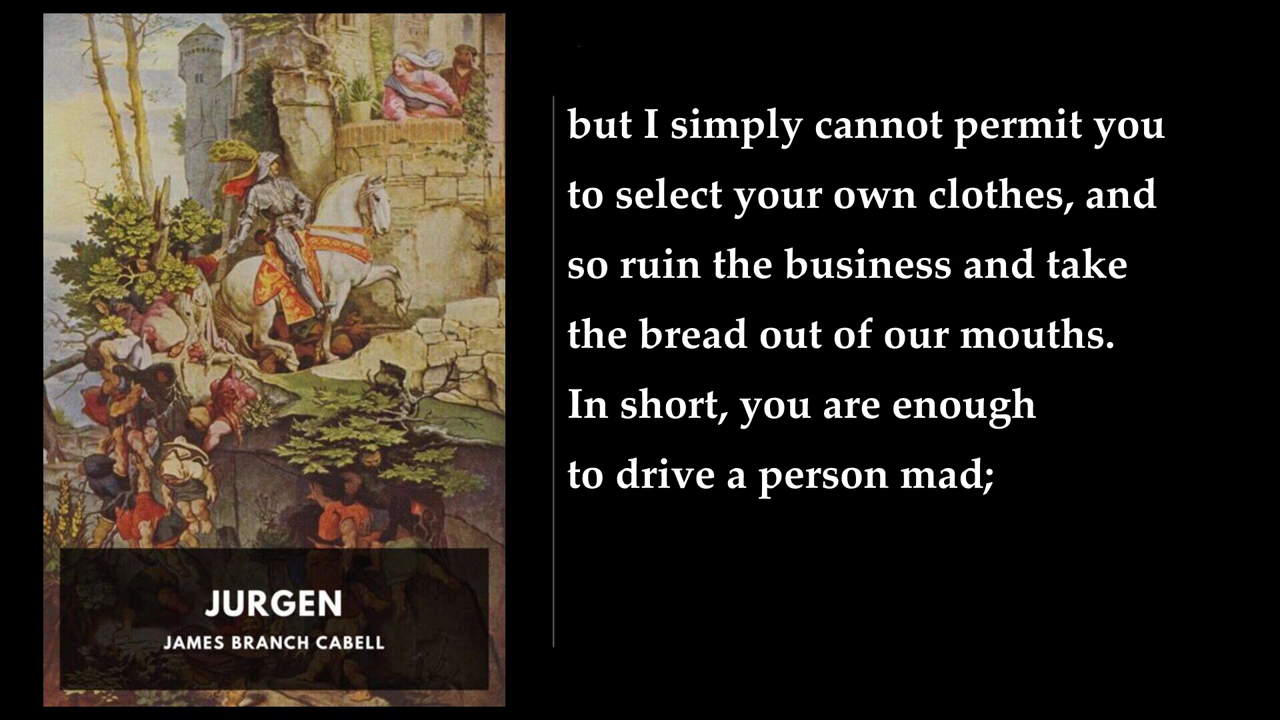 but I simply cannot permit you
to select your own clothes, and
so ruin the business and take
the bread out of our mouths.
In short, you are enough
to drive a person mad;
JURGEN
JAMES BRANCH CABELL